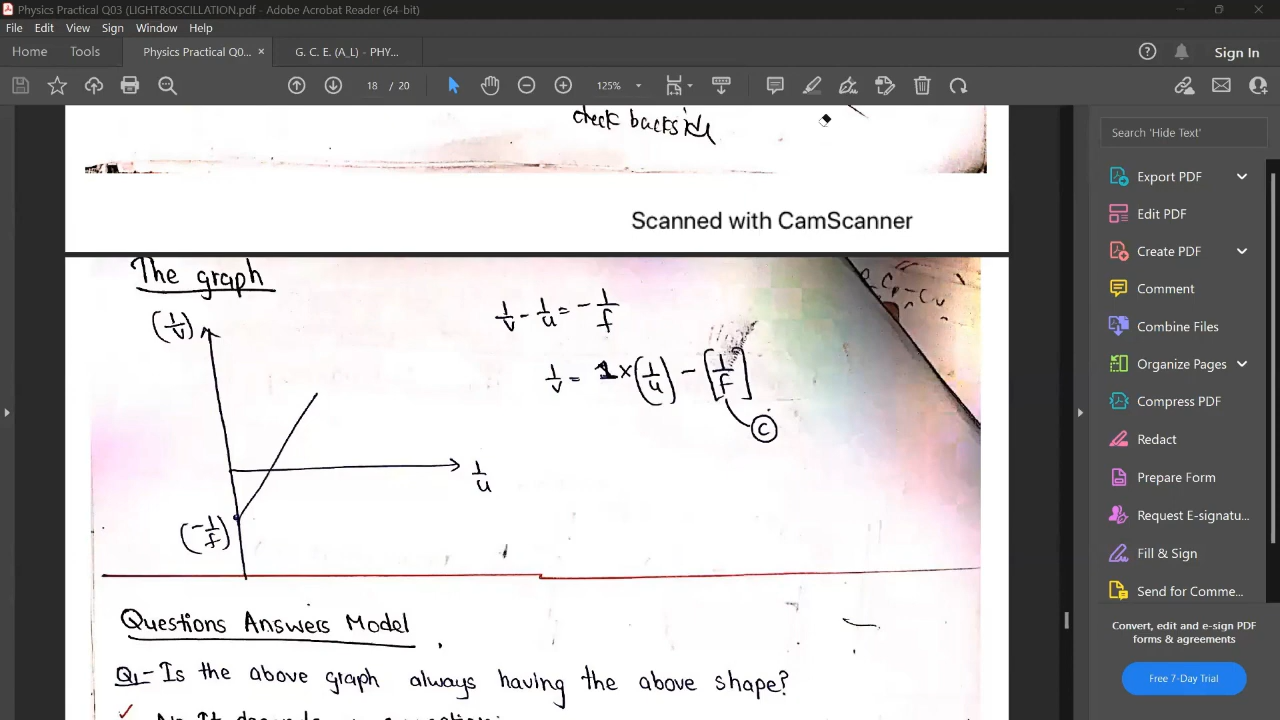 Physics Practical Q03 (LIGHT&OSCILLATION.pdf - Adobe Acrobat Reader (64-bit)
File Edit View Sign Window Help
Home Tools Physics Practical Q0... × G. C. E. (A_L) - PHY... Sign In
18 / 20 125%
check backside
Scanned with CamScanner
The graph
(1/v)
1/v - 1/u = - 1/f
1/v = 1 × (1/u) - [1/f]
C
1/u
(-1/f)
Questions Answers Model
Q1- Is the above graph always having the above shape?
Search 'Hide Text'
Export PDF
Edit PDF
Create PDF
Comment
Combine Files
Organize Pages
Compress PDF
Redact
Prepare Form
Request E-signatu...
Fill & Sign
Send for Comme...
Convert, edit and e-sign PDF
forms & agreements
Free 7-Day Trial